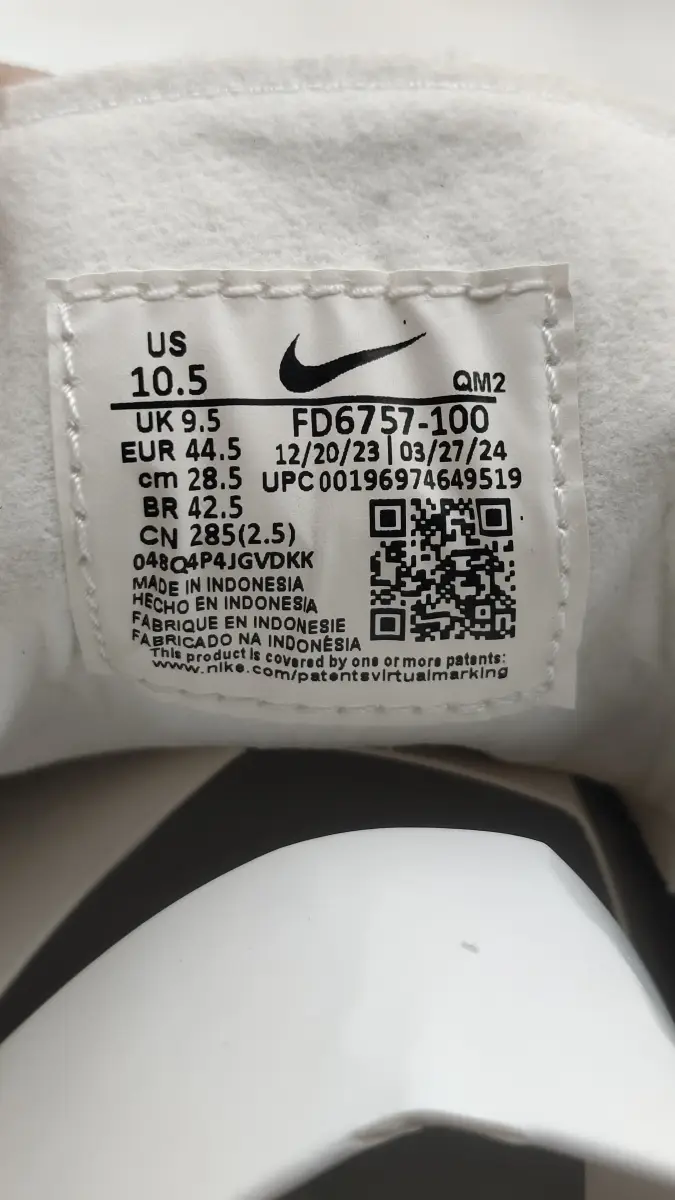 US
10.5
QM2
UK 9.5 FD6757-100
EUR 44.5 12/20/23 | 03/27/24
cm 28.5 UPC 00196974649519
BR 42.5
CN 285(2.5)
048Q4P4JGVDKK
MADE IN INDONESIA
HECHO EN INDONESIA
FABRIQUE EN INDONESIE
FABRICADO NA INDONÉSIA
This product is covered by one or more patents:
www.nike.com/patentsvirtualmarking